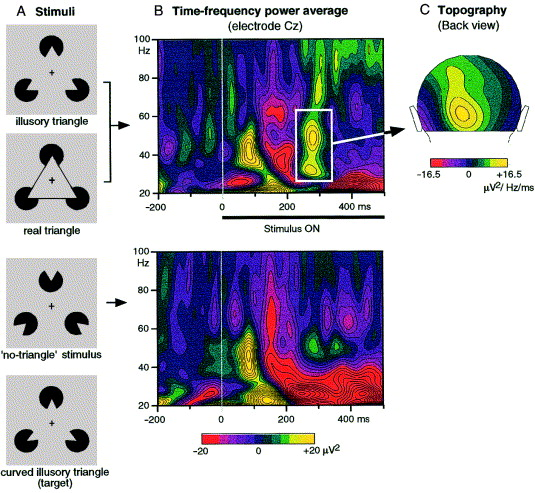 A Stimuli
B Time-frequency power average
(electrode Cz)
C Topography
(Back view)
illusory triangle
real triangle
'no-triangle' stimulus
curved illusory triangle
(target)
100
Hz
80
60
40
20
-200
0
200
400 ms
Stimulus ON
-16.5
0
+16.5
µV²/ Hz/ms
100
Hz
80
60
40
20
-200
0
200
400 ms
-20
0
+20 µV²